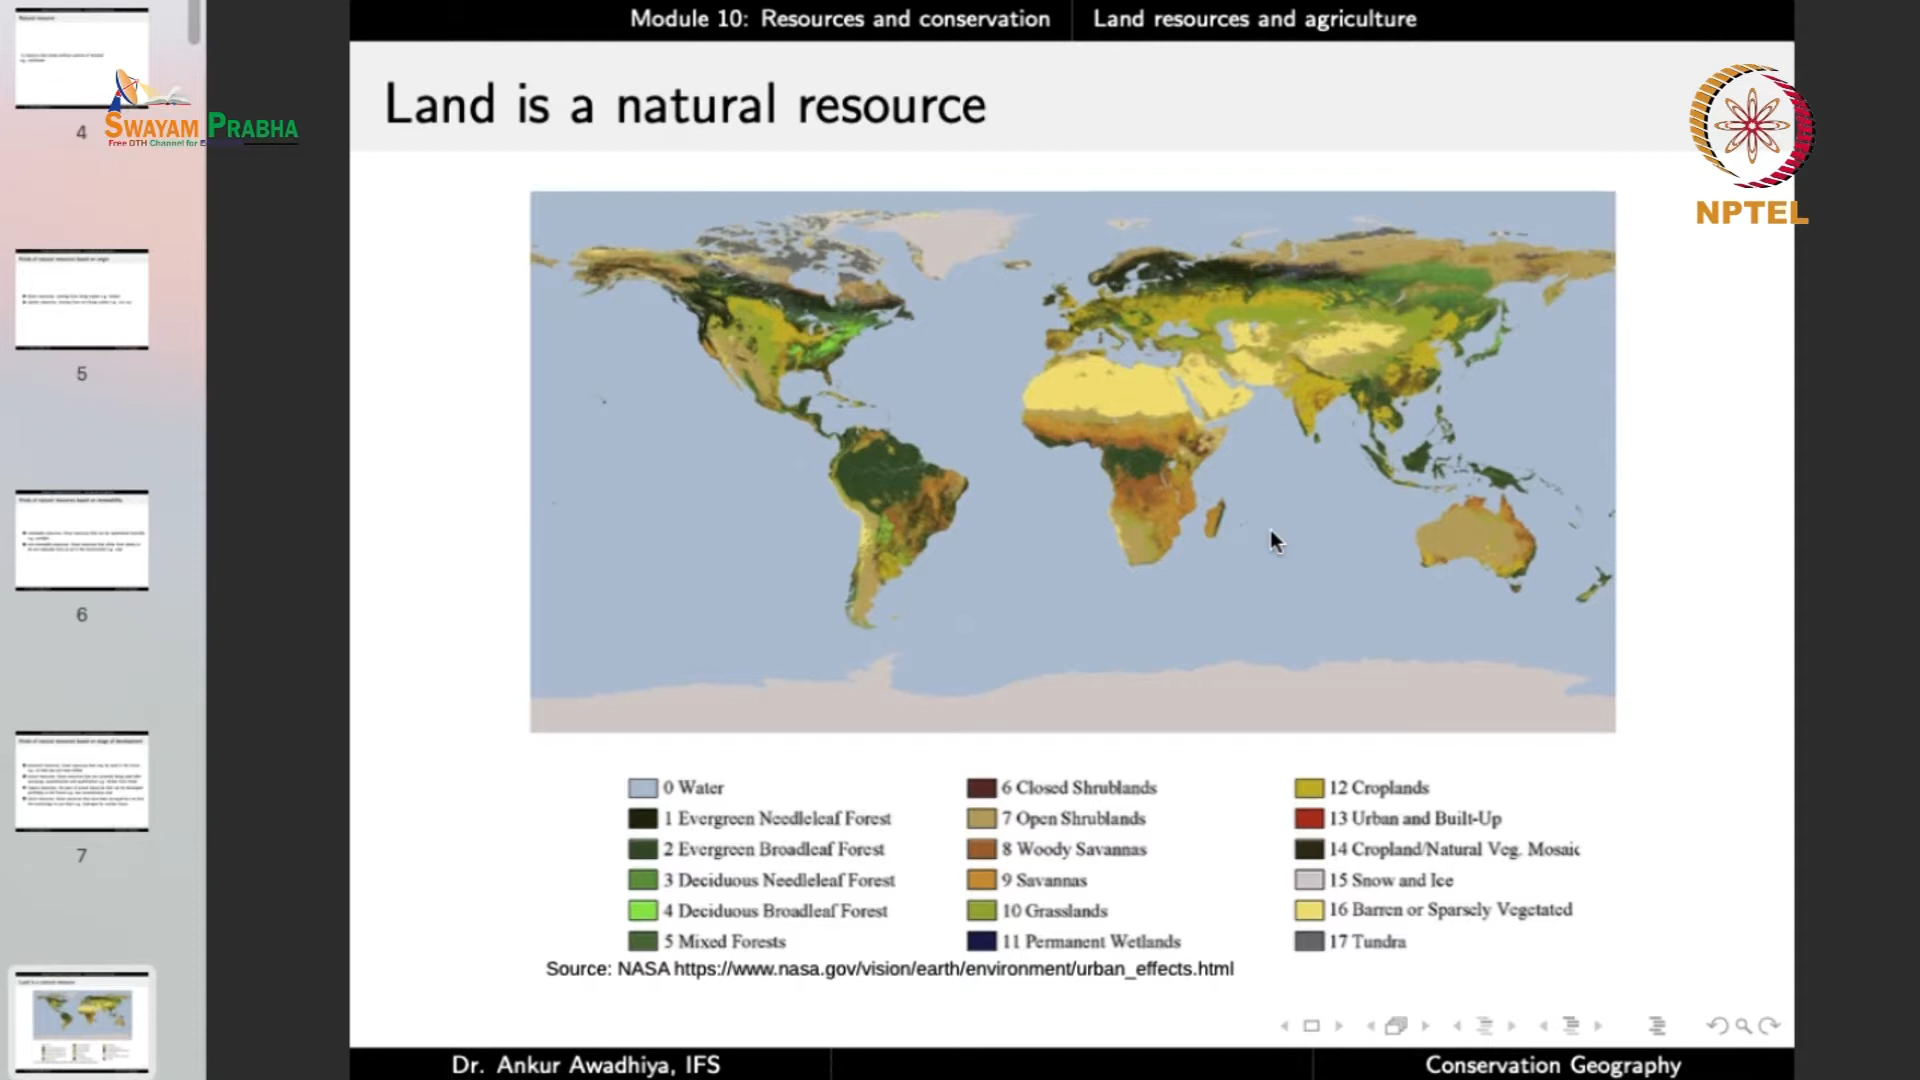 Module 10: Resources and conservation
Land resources and agriculture
Land is a natural resource
4
SWAYAM PRABHA
Free DTH Channel for
NPTEL
5
6
7
0 Water
1 Evergreen Needleleaf Forest
2 Evergreen Broadleaf Forest
3 Deciduous Needleleaf Forest
4 Deciduous Broadleaf Forest
5 Mixed Forests
6 Closed Shrublands
7 Open Shrublands
8 Woody Savannas
9 Savannas
10 Grasslands
11 Permanent Wetlands
12 Croplands
13 Urban and Built-Up
14 Cropland/Natural Veg. Mosaic
15 Snow and Ice
16 Barren or Sparsely Vegetated
17 Tundra
Source: NASA https://www.nasa.gov/vision/earth/environment/urban_effects.html
Dr. Ankur Awadhiya, IFS
Conservation Geography